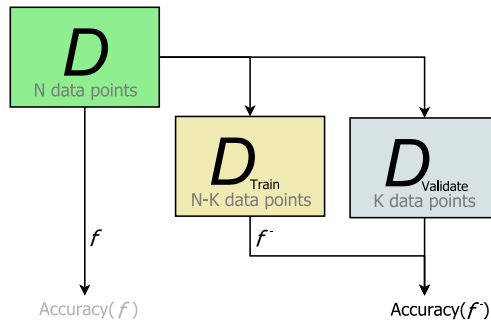 D
N data points
D Train
N-K data points
D Validate
K data points
f
f⁻
Accuracy(f)
Accuracy(f⁻)